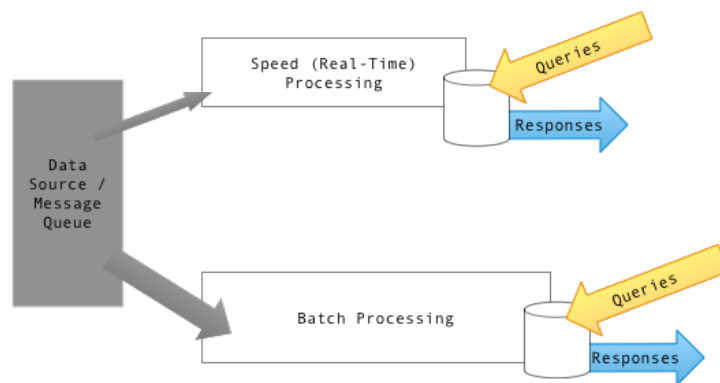 Speed (Real-Time)
Processing
Queries
Responses
Data
Source /
Message
Queue
Batch Processing
Queries
Responses